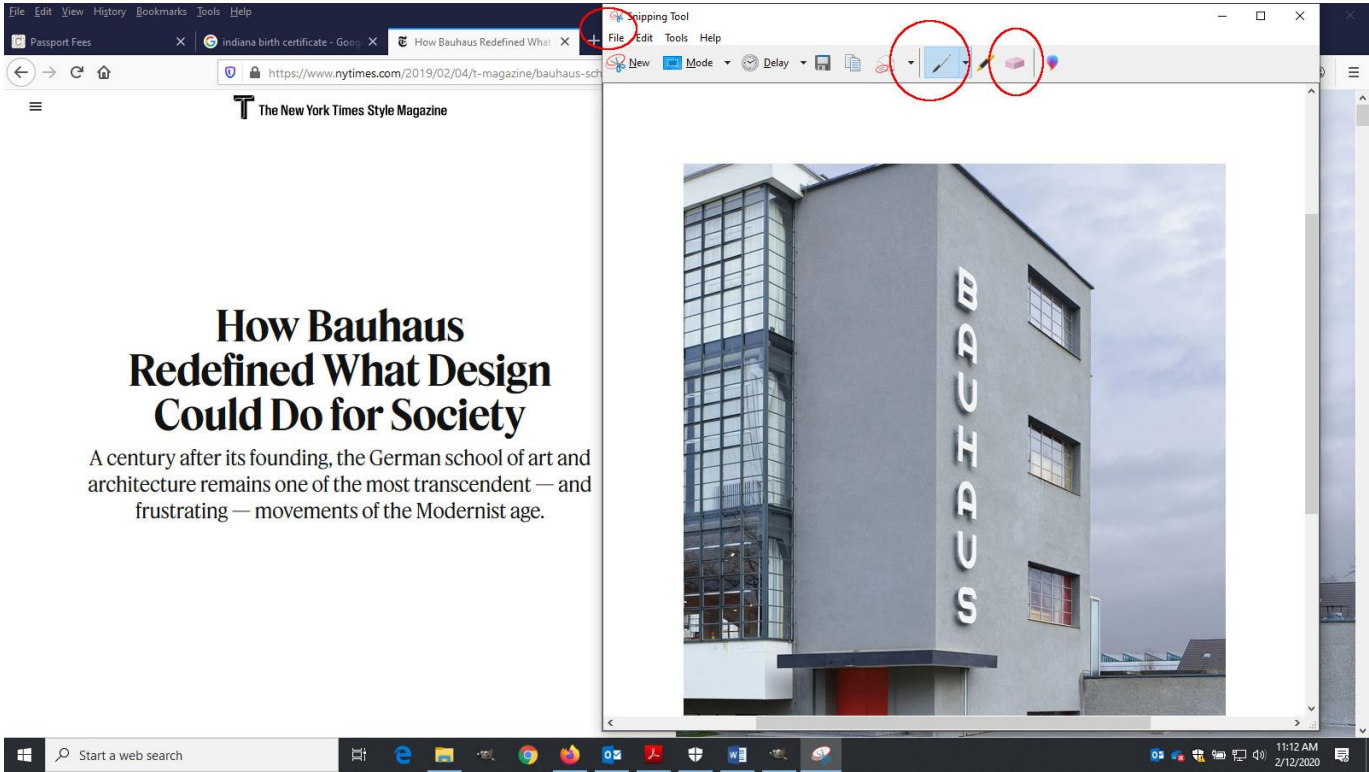 File Edit View History Bookmarks Tools Help
Passport Fees
indiana birth certificate - Goog
How Bauhaus Redefined What
https://www.nytimes.com/2019/02/04/t-magazine/bauhaus-sch
The New York Times Style Magazine
How Bauhaus
Redefined What Design
Could Do for Society
A century after its founding, the German school of art and
architecture remains one of the most transcendent — and
frustrating — movements of the Modernist age.
Snipping Tool
File Edit Tools Help
New Mode Delay
BAUHAUS
Start a web search
11:12 AM
2/12/2020